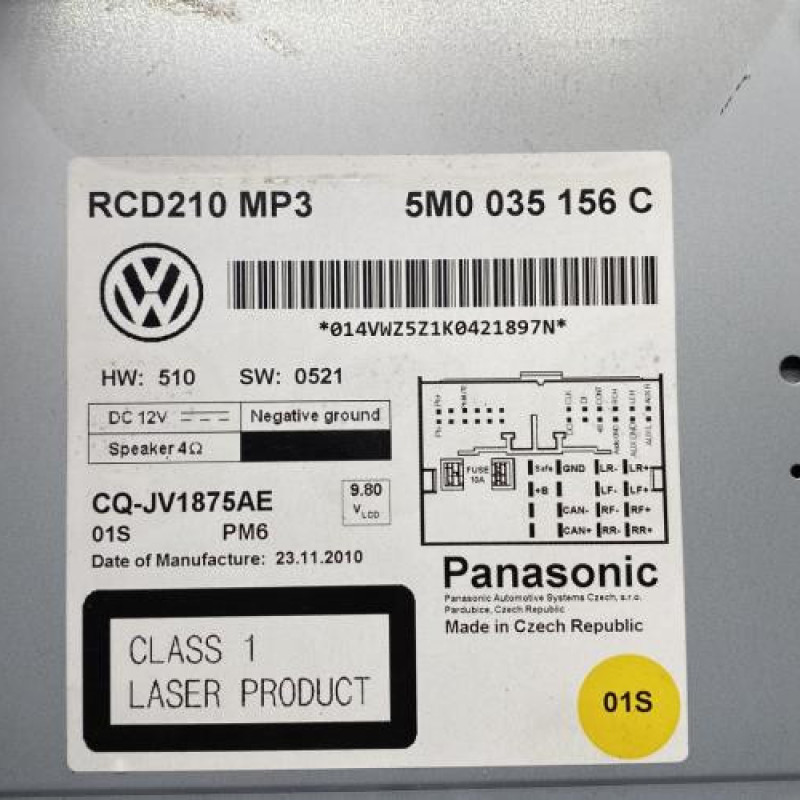 RCD210 MP3 5M0 035 156 C
*014VWZ5Z1K0421897N*
HW: 510 SW: 0521
DC 12V Negative ground
Speaker 4Ω
CQ-JV1875AE 9.80
V LCD
01S PM6
Date of Manufacture: 23.11.2010
CLASS 1
LASER PRODUCT
FUSE
10A
Safe GND LR- LR+
+B LF- LF+
CAN- RF- RF+
CAN+ RR- RR+
Panasonic
Panasonic Automotive Systems Czech, s.r.o.
Pardubice, Czech Republic
Made in Czech Republic
01S